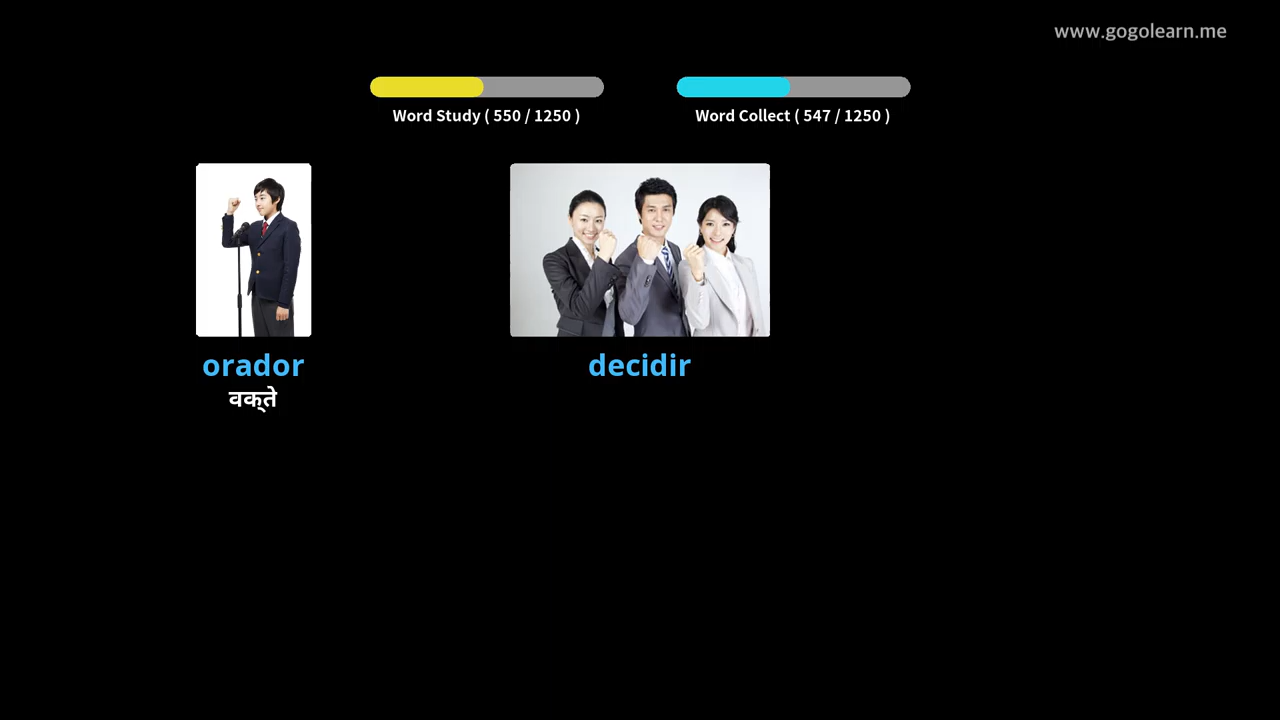 www.gogolearn.me
Word Study ( 550 / 1250 )
Word Collect ( 547 / 1250 )
orador
decidir
वक्ते